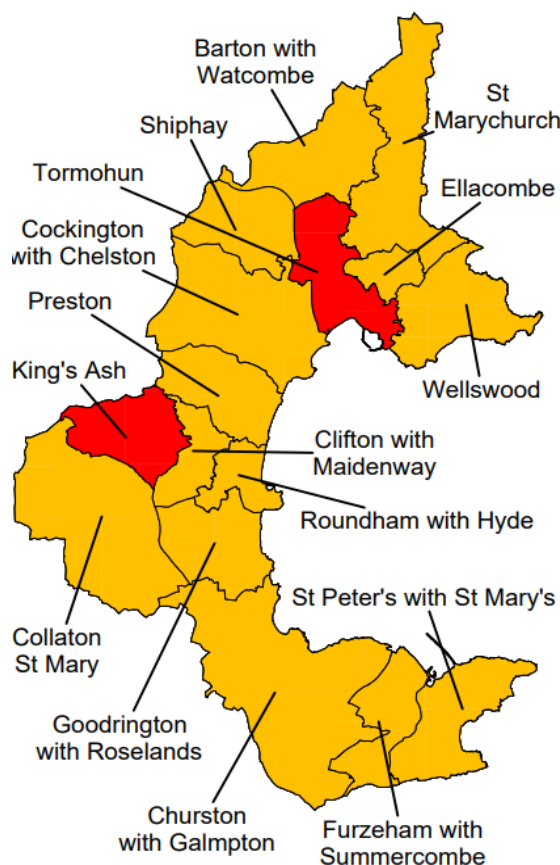 Barton with
Watcombe
St
Marychurch
Shiphay
Tormohun
Ellacombe
Cockington
with Chelston
Preston
King's Ash
Wellswood
Clifton with
Maidenway
Roundham with Hyde
St Peter's with St Mary's
Collaton
St Mary
Goodrington
with Roselands
Churston
with Galmpton
Furzeham with
Summercombe